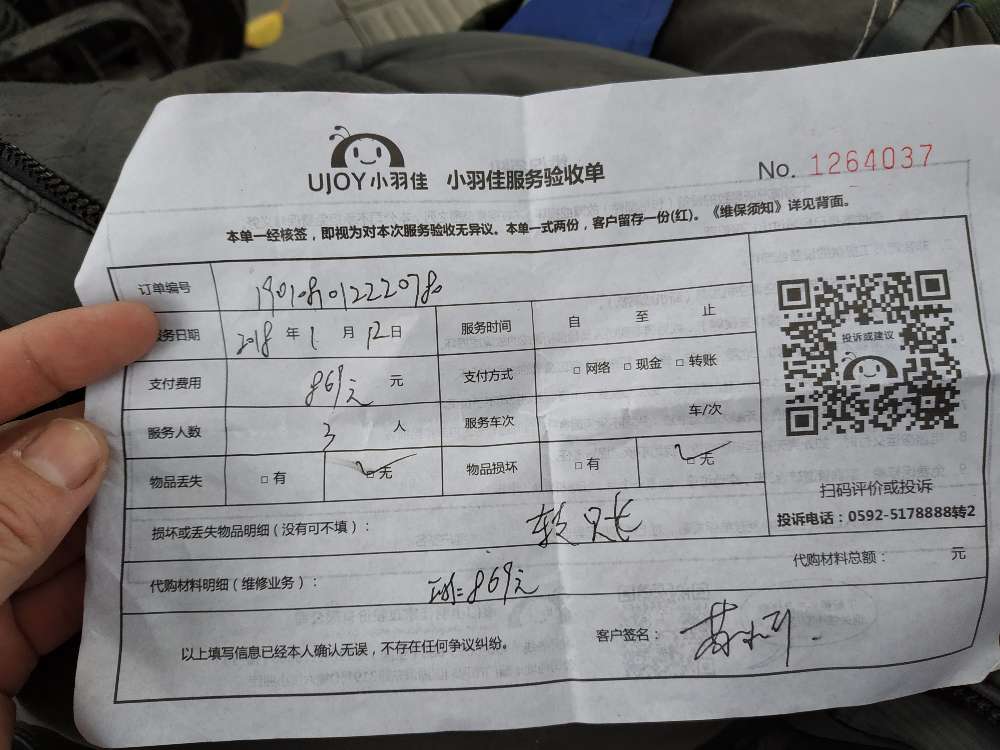 UJOY小羽佳 小羽佳服务验收单 No. 1264037
本单一经核签，即视为对本次服务验收无异议。本单一式两份，客户留存一份(红)。《维保须知》详见背面。
订单编号
服务日期 2018 年 1 月 12 日 服务时间 自 至 止
支付费用 869元 元 支付方式 □ 网络 □ 现金 □ 转账
服务人数 3 人 服务车次 车/次
物品丢失 □ 有 □ 无 物品损坏 □ 有 □ 无
投诉或建议
扫码评价或投诉
投诉电话：0592-5178888转2
损坏或丢失物品明细（没有可不填）：
代购材料明细（维修业务）： 869元 代购材料总额： 元
以上填写信息已经本人确认无误，不存在任何争议纠纷。 客户签名：